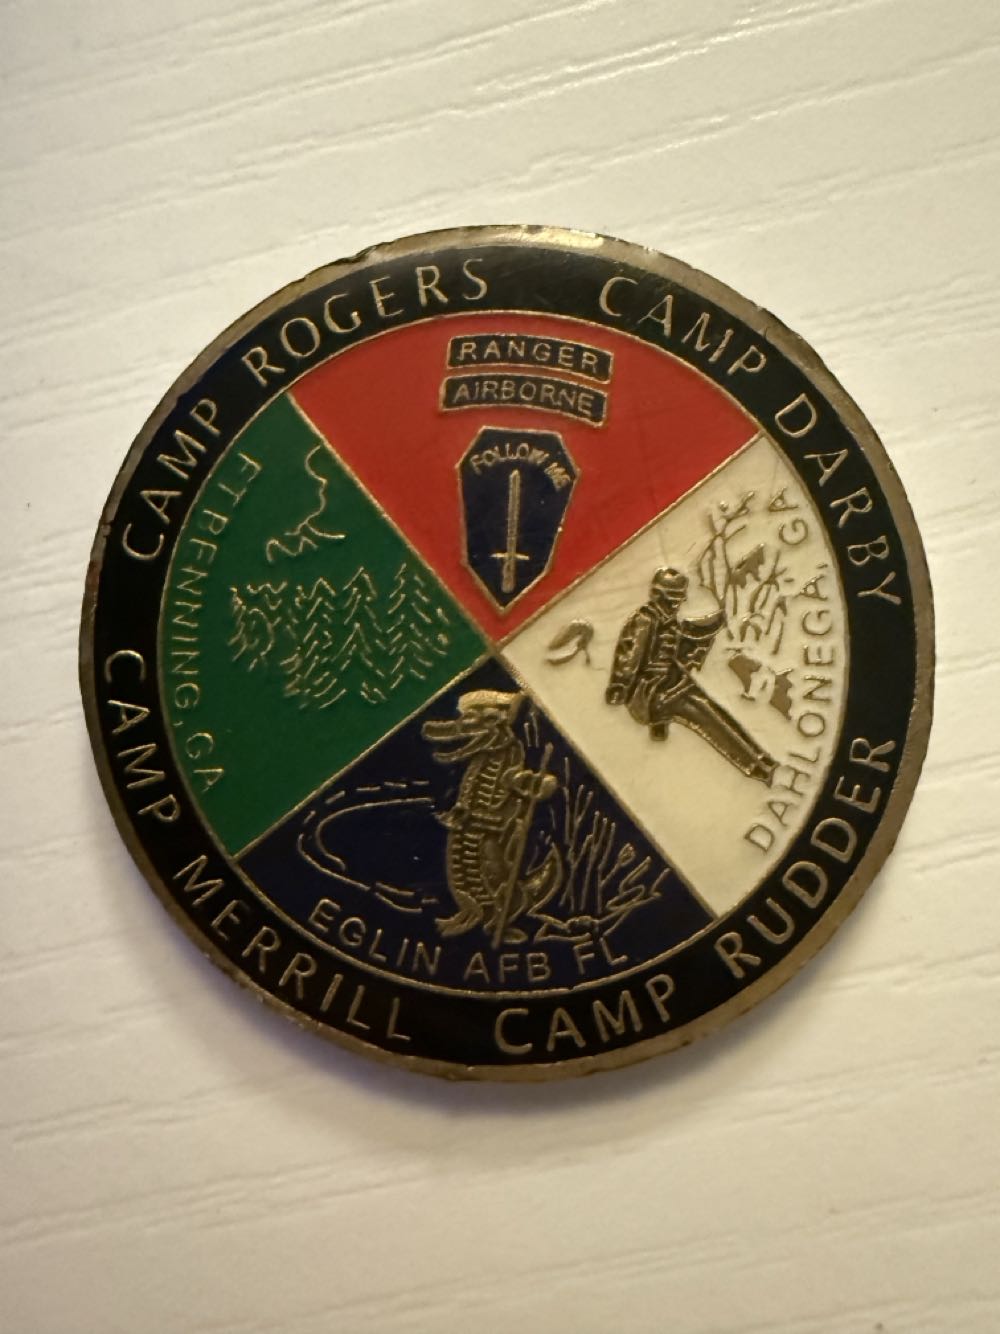 CAMP ROGERS
CAMP DARBY
RANGER
AIRBORNE
FOLLOW ME
FT. BENNING, GA
DAHLONEGA, GA
EGLIN AFB FL
CAMP MERRILL
CAMP RUDDER